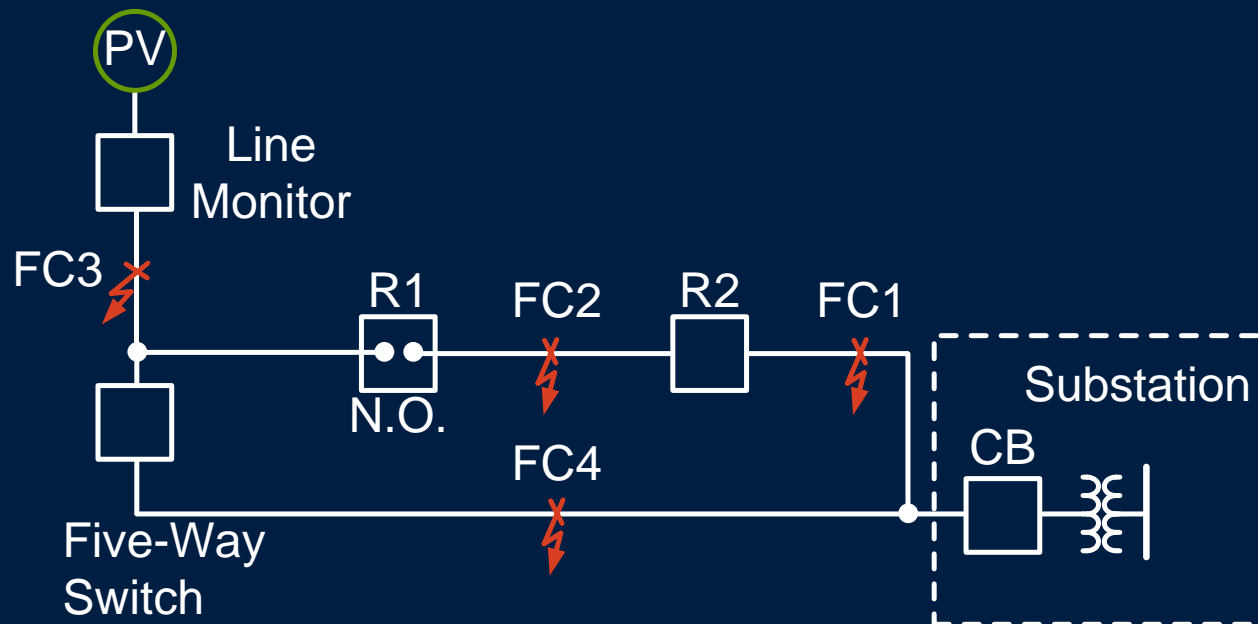 PV
Line
Monitor
FC3
R1
FC2
R2
FC1
N.O.
Substation
CB
FC4
Five-Way
Switch